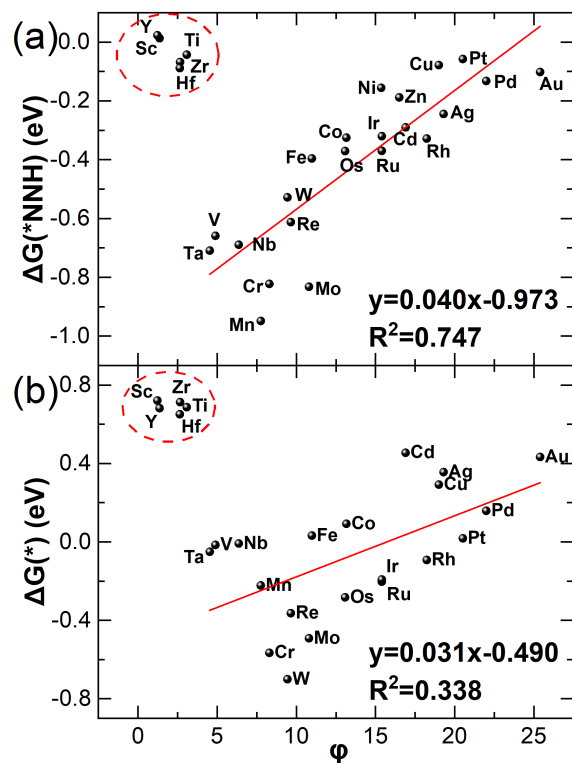 (a)
ΔG(*NNH) (eV)
0.0
-0.2
-0.4
-0.6
-0.8
-1.0
Y
Sc
Ti
Zr
Hf
Cu
Pt
Pd
Au
Ni
Zn
Ag
Co
Ir
Cd
Rh
Fe
Os
Ru
W
Re
V
Ta
Nb
Cr
Mo
Mn
y=0.040x-0.973
R²=0.747
(b)
ΔG(*) (eV)
0.8
0.4
0.0
-0.4
-0.8
Sc
Zr
Y
Ti
Hf
Cd
Ag
Au
Cu
Pd
Ta
V
Nb
Fe
Co
Pt
Rh
Mn
Ir
Ru
Os
Re
Mo
Cr
W
y=0.031x-0.490
R²=0.338
0 5 10 15 20 25
φ